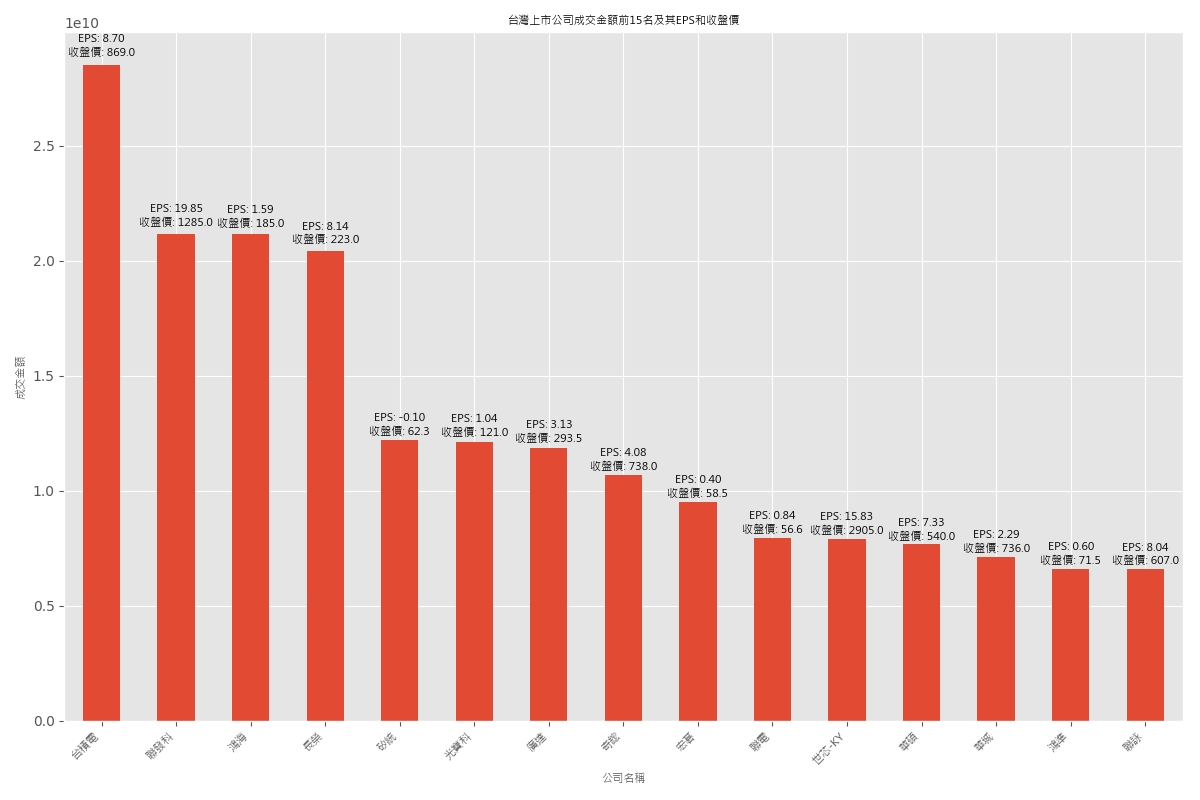 台灣上市公司成交金額前15名及其EPS和收盤價
1e10
EPS: 8.70
收盤價: 869.0
EPS: 19.85
收盤價: 1285.0
EPS: 1.59
收盤價: 185.0
EPS: 8.14
收盤價: 223.0
EPS: -0.10
收盤價: 62.3
EPS: 1.04
收盤價: 121.0
EPS: 3.13
收盤價: 293.5
EPS: 4.08
收盤價: 738.0
EPS: 0.40
收盤價: 58.5
EPS: 0.84
收盤價: 56.6
EPS: 15.83
收盤價: 2905.0
EPS: 7.33
收盤價: 540.0
EPS: 2.29
收盤價: 736.0
EPS: 0.60
收盤價: 71.5
EPS: 8.04
收盤價: 607.0
2.5
2.0
1.5
1.0
0.5
0.0
成交金額
台積電
聯發科
鴻海
長榮
矽統
光寶科
廣達
奇鋐
宏碁
聯電
世芯-KY
華碩
華城
鴻準
聯詠
公司名稱